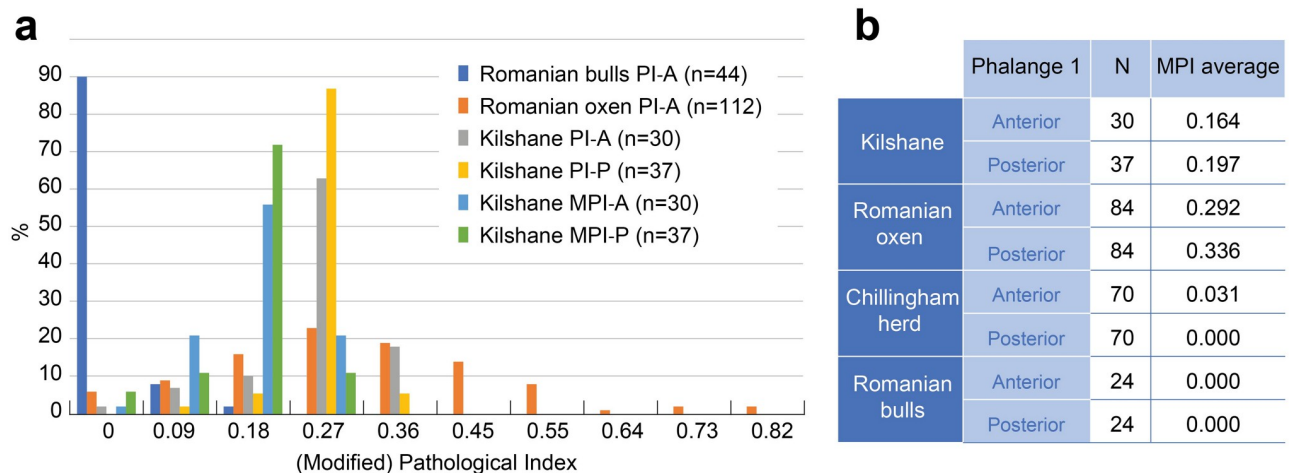 a
90
80
70
60
50
40
30
20
10
0
%
Romanian bulls PI-A (n=44)
Romanian oxen PI-A (n=112)
Kilshane PI-A (n=30)
Kilshane PI-P (n=37)
Kilshane MPI-A (n=30)
Kilshane MPI-P (n=37)
0 0.09 0.18 0.27 0.36 0.45 0.55 0.64 0.73 0.82
(Modified) Pathological Index
b
Phalange 1 N MPI average
Kilshane
Anterior 30 0.164
Posterior 37 0.197
Romanian
oxen
Anterior 84 0.292
Posterior 84 0.336
Chillingham
herd
Anterior 70 0.031
Posterior 70 0.000
Romanian
bulls
Anterior 24 0.000
Posterior 24 0.000